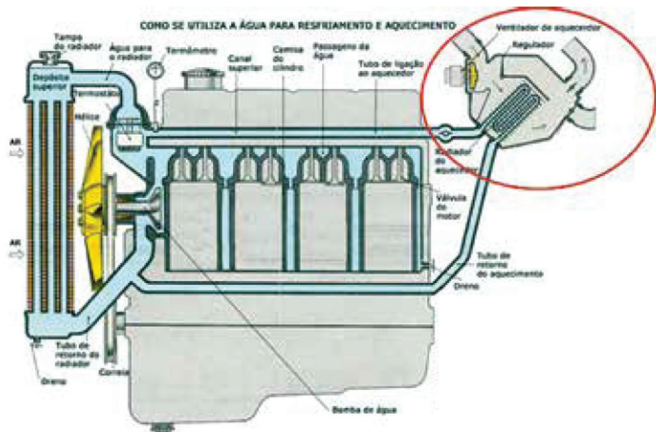 COMO SE UTILIZA A ÁGUA PARA RESFRIAMENTO E AQUECIMENTO
Tampa do
radiador
Água para
o radiador
Termômetro
Canal
superior
Camisa
do
cilindro
Passagens da
água
Tubo de ligação
ao aquecedor
Ventilador de aquecedor
Regulador
Depósito
superior
Termostato
Hélice
AR
Radiador
do aquecedor
Válvula
do
motor
AR
Tubo de
retorno
do aquecimento
Dreno
Tubo de
retorno do
radiador
Dreno
Correia
Bomba de água